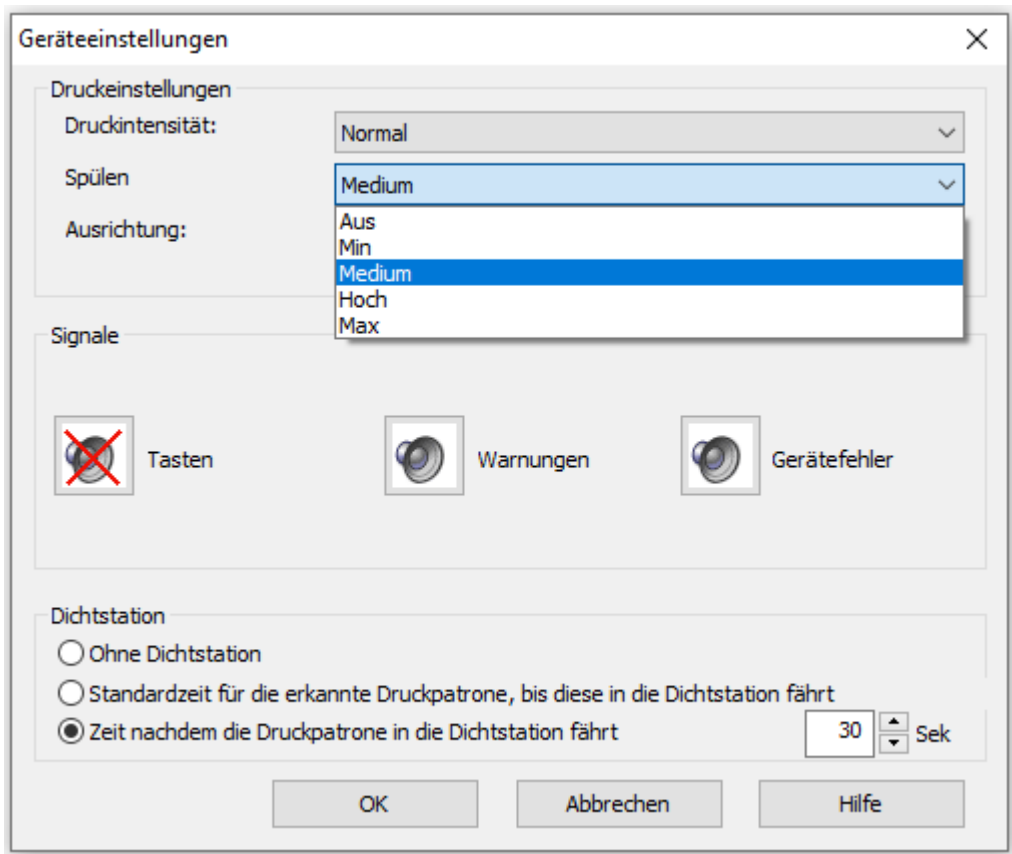 Geräteeinstellungen
Druckeinstellungen
Druckintensität: Normal
Spülen Medium
Ausrichtung:
Aus
Min
Medium
Hoch
Max
Signale
Tasten Warnungen Gerätefehler
Dichtstation
Ohne Dichtstation
Standardzeit für die erkannte Druckpatrone, bis diese in die Dichtstation fährt
Zeit nachdem die Druckpatrone in die Dichtstation fährt 30 Sek
OK Abbrechen Hilfe